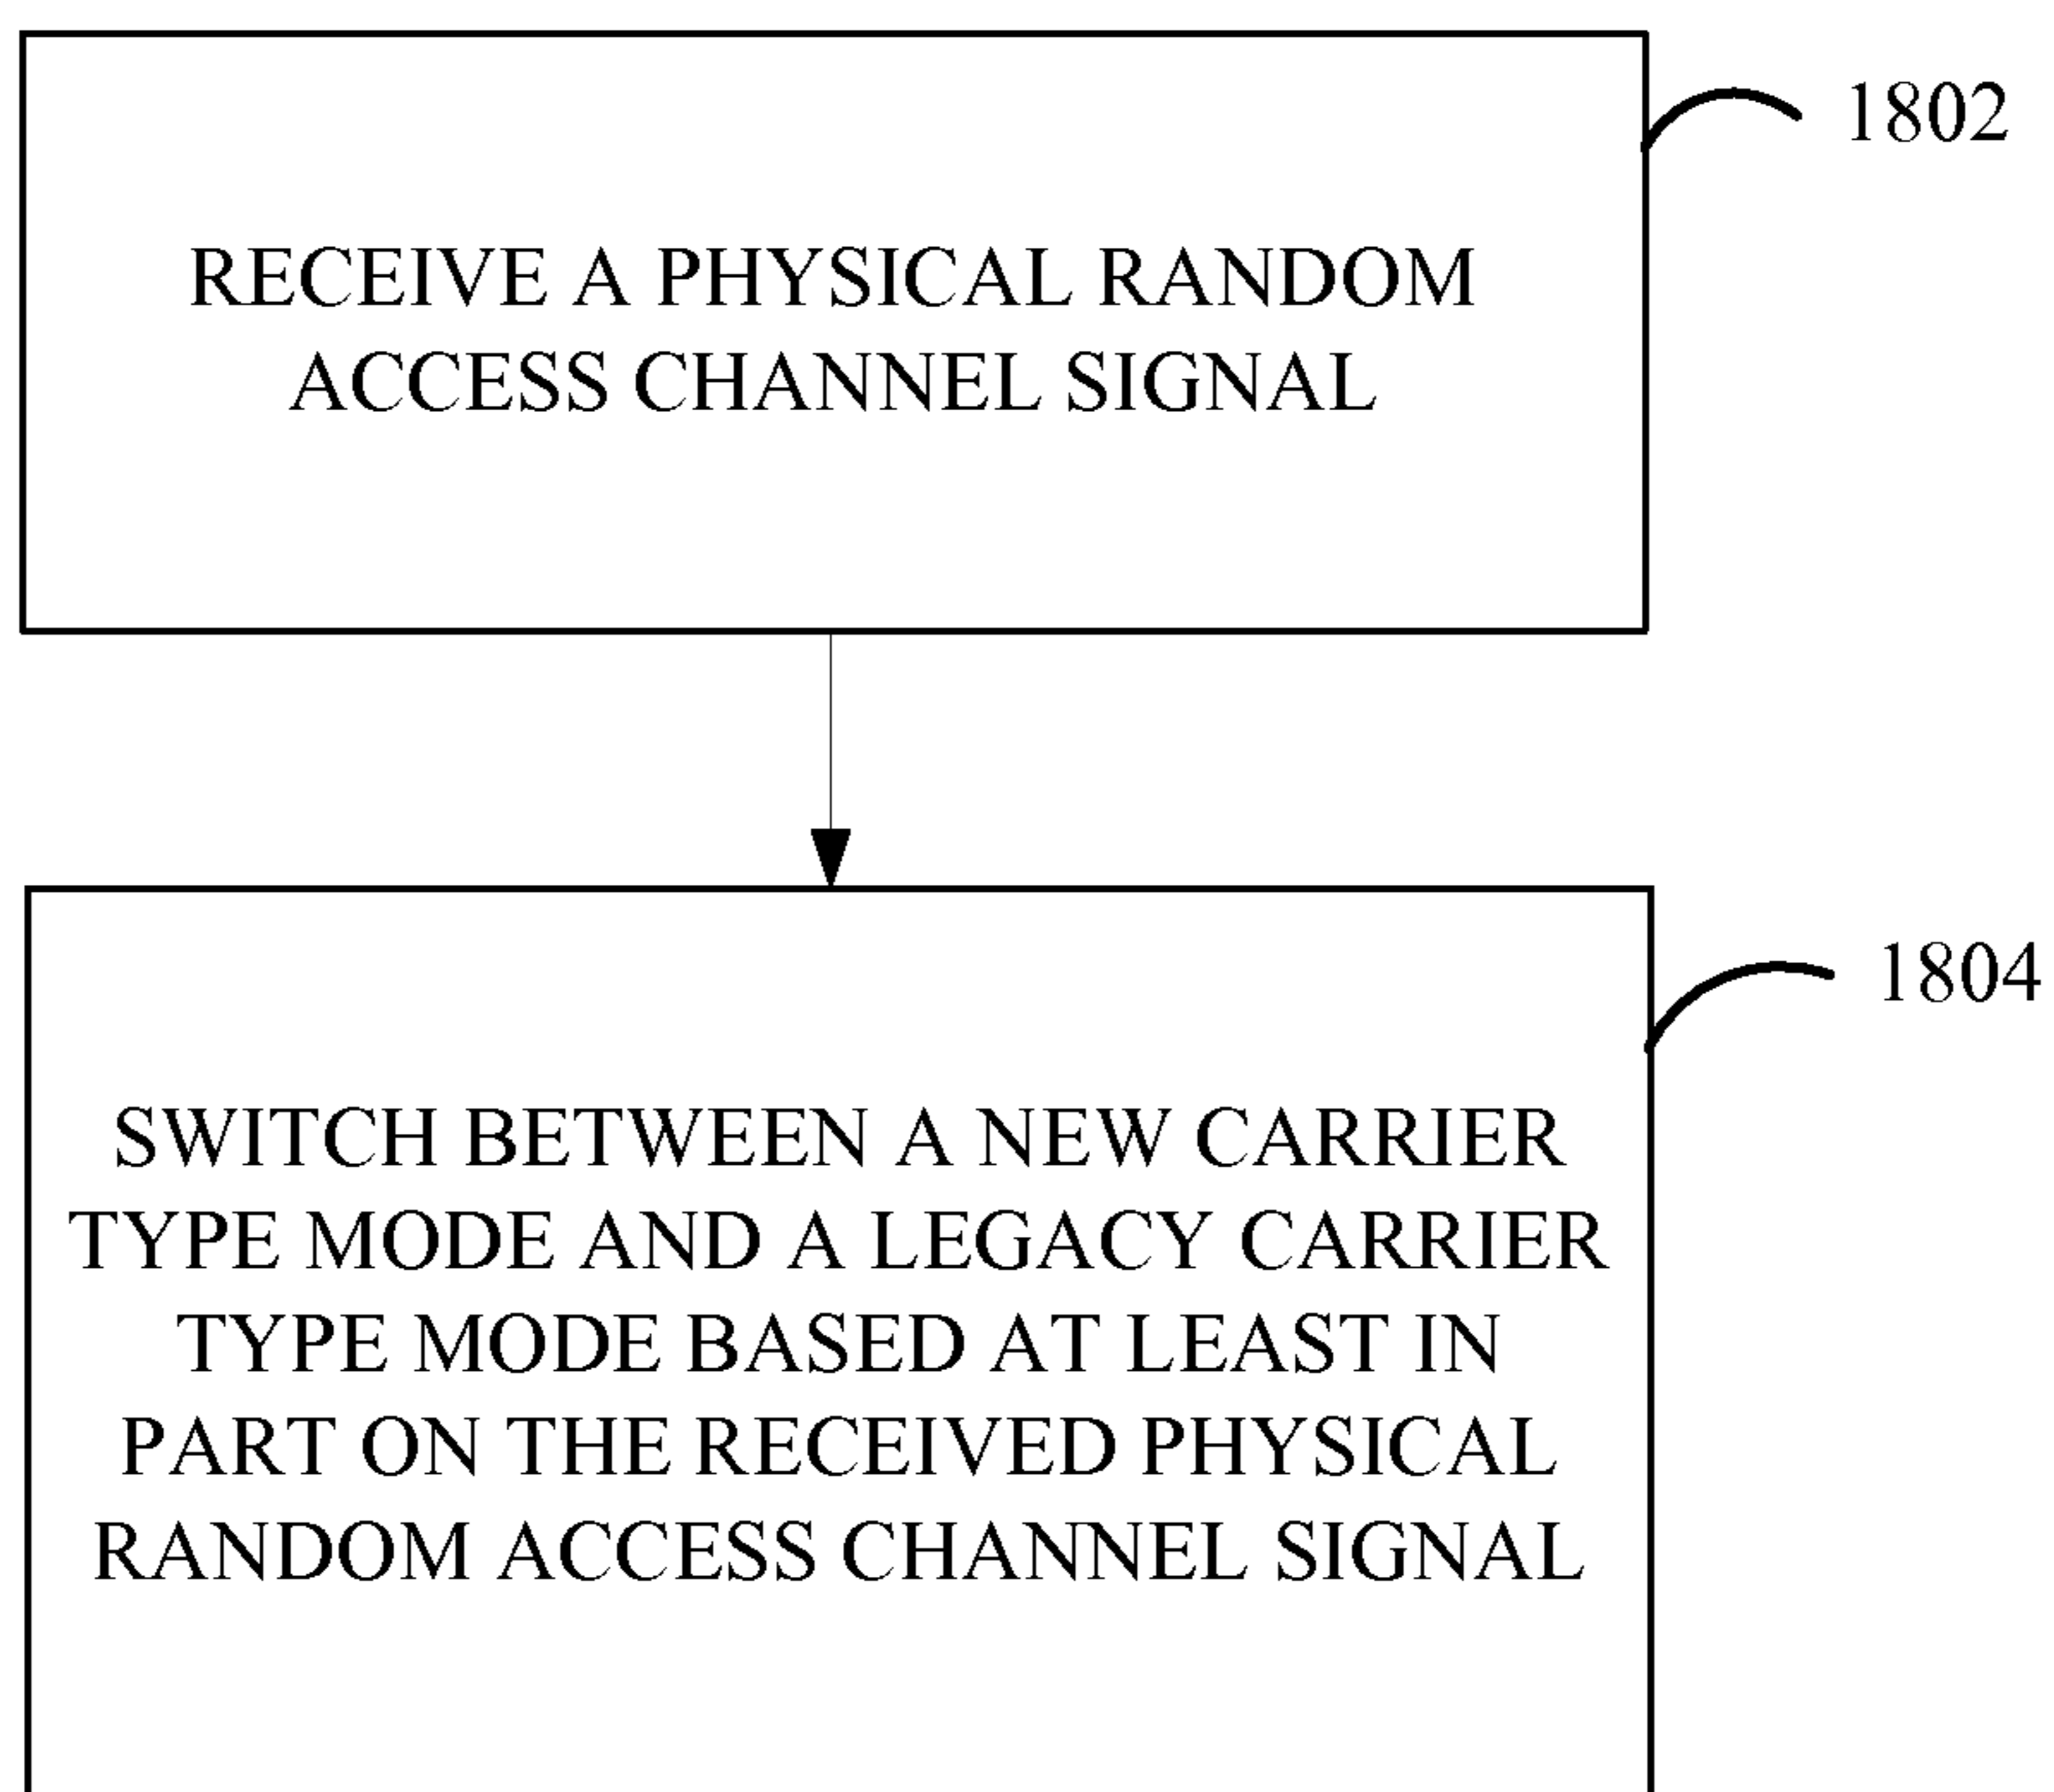 1802
RECEIVE A PHYSICAL RANDOM
ACCESS CHANNEL SIGNAL
1804
SWITCH BETWEEN A NEW CARRIER
TYPE MODE AND A LEGACY CARRIER
TYPE MODE BASED AT LEAST IN
PART ON THE RECEIVED PHYSICAL
RANDOM ACCESS CHANNEL SIGNAL